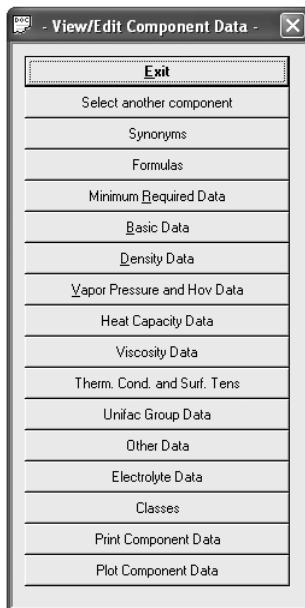 - View/Edit Component Data -
Exit
Select another component
Synonyms
Formulas
Minimum Required Data
Basic Data
Density Data
Vapor Pressure and Hov Data
Heat Capacity Data
Viscosity Data
Therm. Cond. and Surf. Tens
Unifac Group Data
Other Data
Electrolyte Data
Classes
Print Component Data
Plot Component Data